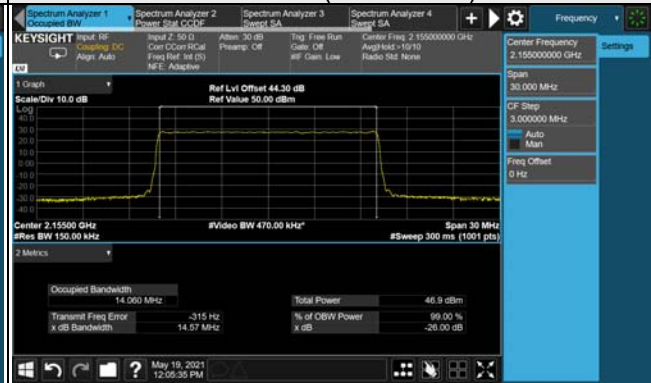 Spectrum Analyzer 1
Occupied BW
Spectrum Analyzer 2
Power Stat CCDF
Spectrum Analyzer 3
Swept SA
Spectrum Analyzer 4
Swept SA
+
Frequency
KEYSIGHT
Input: RF
Coupling: DC
Align: Auto
Input Z: 50 Ω
Corr CCorr RCal
Freq Ref: Int (S)
NFE: Adaptive
Atten: 30 dB
Preamp: Off
Trig: Free Run
Gate: Off
#IF Gain: Low
Center Freq: 2.155000000 GHz
Avg|Hold:>10/10
Radio Std: None
LXI
Center Frequency
2.155000000 GHz
Settings
Span
30.000 MHz
CF Step
3.000000 MHz
Auto
Man
Freq Offset
0 Hz
1 Graph
Scale/Div 10.0 dB
Ref Lvl Offset 44.30 dB
Ref Value 50.00 dBm
Log
40.0
30.0
20.0
10.0
0.00
-10.0
-20.0
-30.0
-40.0
Center 2.15500 GHz
#Res BW 150.00 kHz
#Video BW 470.00 kHz*
Span 30 MHz
#Sweep 300 ms (1001 pts)
2 Metrics
Occupied Bandwidth
14.060 MHz
Total Power 46.9 dBm
Transmit Freq Error -315 Hz
% of OBW Power 99.00 %
x dB Bandwidth 14.57 MHz
x dB -26.00 dB
?
May 19, 2021
12:05:35 PM